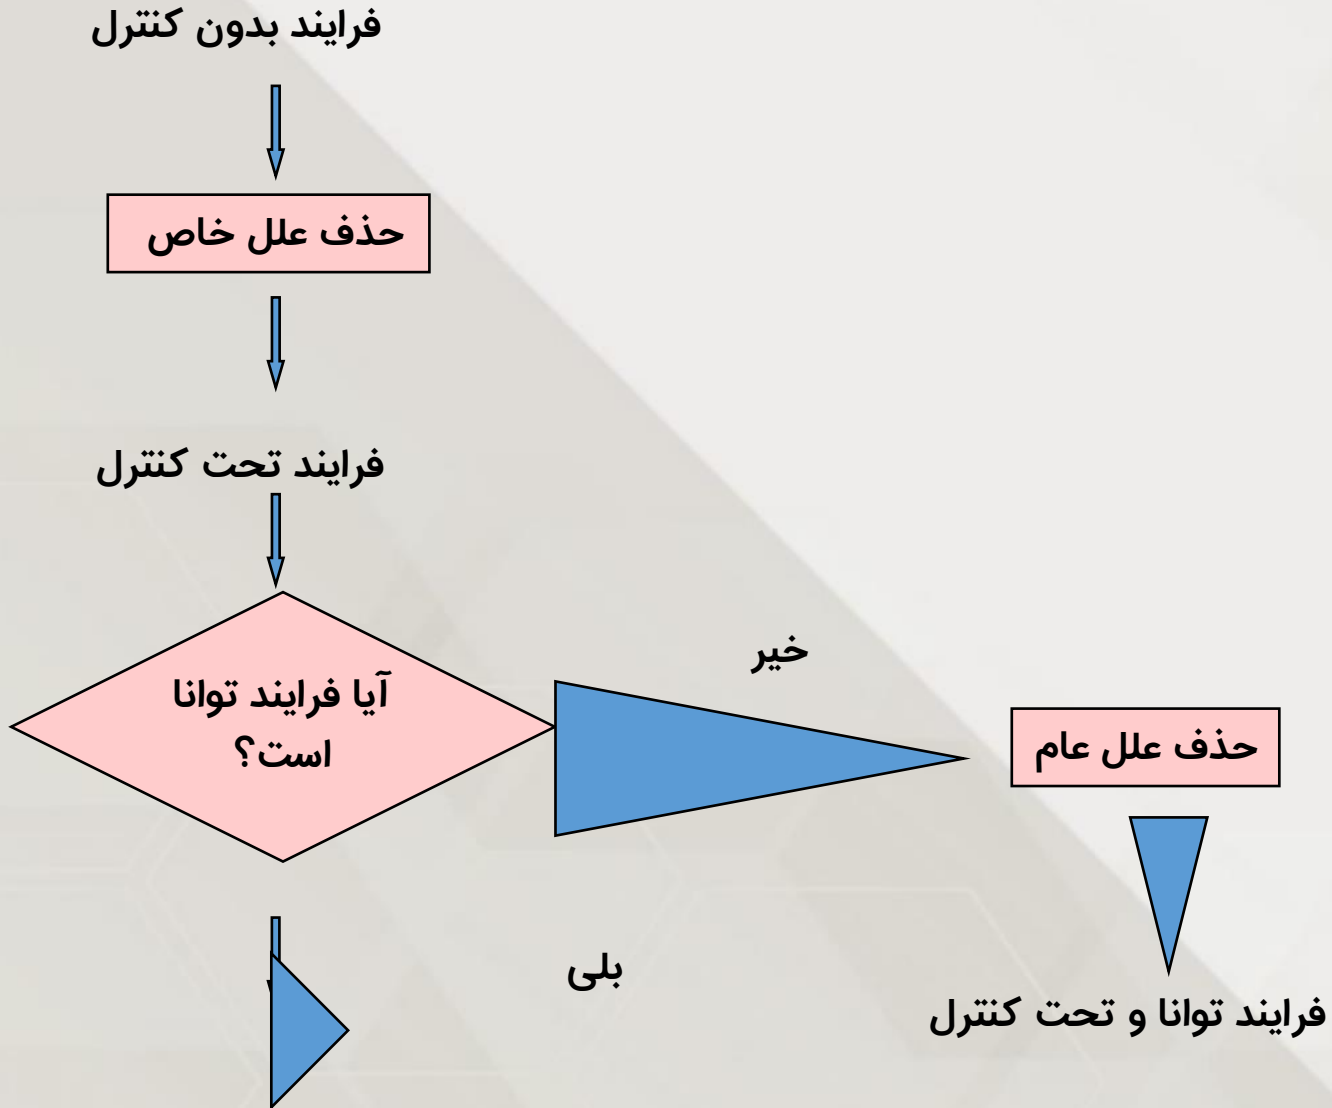 فرایند بدون کنترل
حذف علل خاص
فرایند تحت کنترل
آیا فرایند توانا
است؟
خیر
حذف علل عام
بلی
فرایند توانا و تحت کنترل